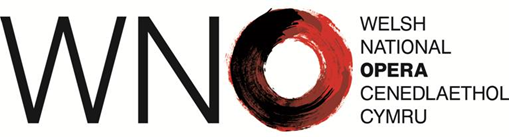 WNO
WELSH
NATIONAL
OPERA
CENEDLAETHOL
CYMRU